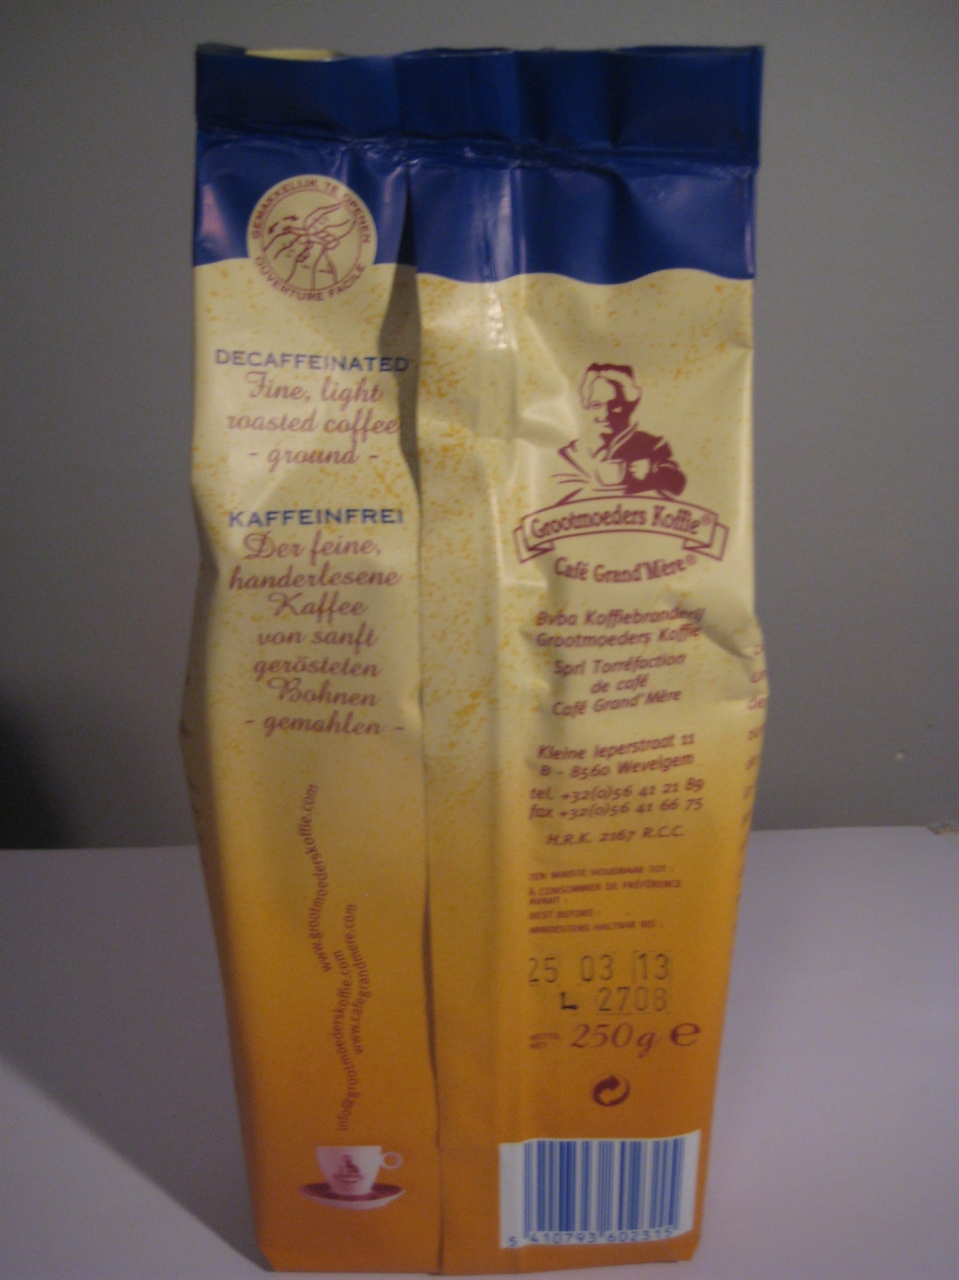 GEMAKKELIJK TE OPENEN
OUVERTURE FACILE
DECAFFEINATED
Fine, light
roasted coffee
- ground -
KAFFEINFREI
Der feine,
handerlesene
Kaffee
von sanft
gerösteten
Bohnen
- gemahlen -
www.grootmoederskoffie.com
info@grootmoederskoffie.com
www.cafegrandmere.com
Grootmoeders Koffie®
Café Grand'Mère®
Bvba Koffiebranderij
Grootmoeders Koffie
Sprl Torréfaction
de café
Café Grand'Mère
Kleine Ieperstraat 11
B - 8560 Wevelgem
tel. +32(0)56 41 21 89
fax +32(0)56 41 66 75
H.R.K. 2167 R.C.C.
TEN MINSTE HOUDBAAR TOT :
À CONSOMMER DE PRÉFÉRENCE
AVANT :
BEST BEFORE :
MINDESTENS HALTBAR BIS :
25 03 13
L 2708
250g e
5 410793 602315